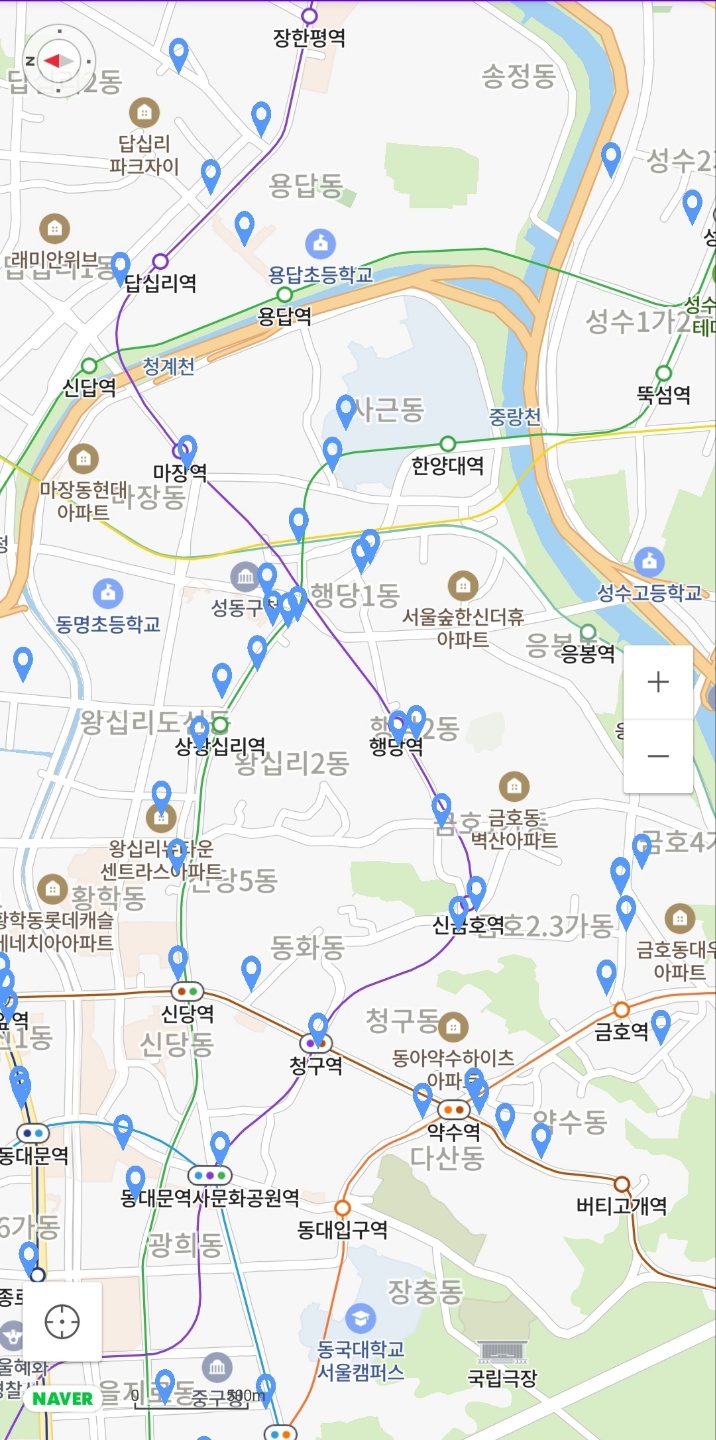 장한평역
N
답십리2동
송정동
답십리
파크자이
성수2
용답동
래미안위브
용답초등학교
답십리역
용답역
성수1가2
청계천
신답역
뚝섬역
사근동
중랑천
한양대역
마장역
마장동현대
아파트
마장동
성동구청
행당1동
동명초등학교
서울숲한신더휴
아파트
성수고등학교
응봉동
응봉역
+
왕십리도선동
상왕십리역
행당2동
행당역
왕십리2동
−
금호동
벽산아파트
금호4가
왕십리뉴타운
센트라스아파트
신당5동
황학동
황학동롯데캐슬
베네치아아파트
신금호역
금호2.3가동
동화동
금호동대우
아파트
신당역
청구동
금호역
신당동
동아약수하이츠
아파트
청구역
약수동
약수역
동대문역
다산동
동대문역사문화공원역
버티고개역
6가동
동대입구역
광희동
종로
장충동
동국대학교
서울캠퍼스
국립극장
울혜화
경찰서
을지로동
중구청
0 500m
NAVER